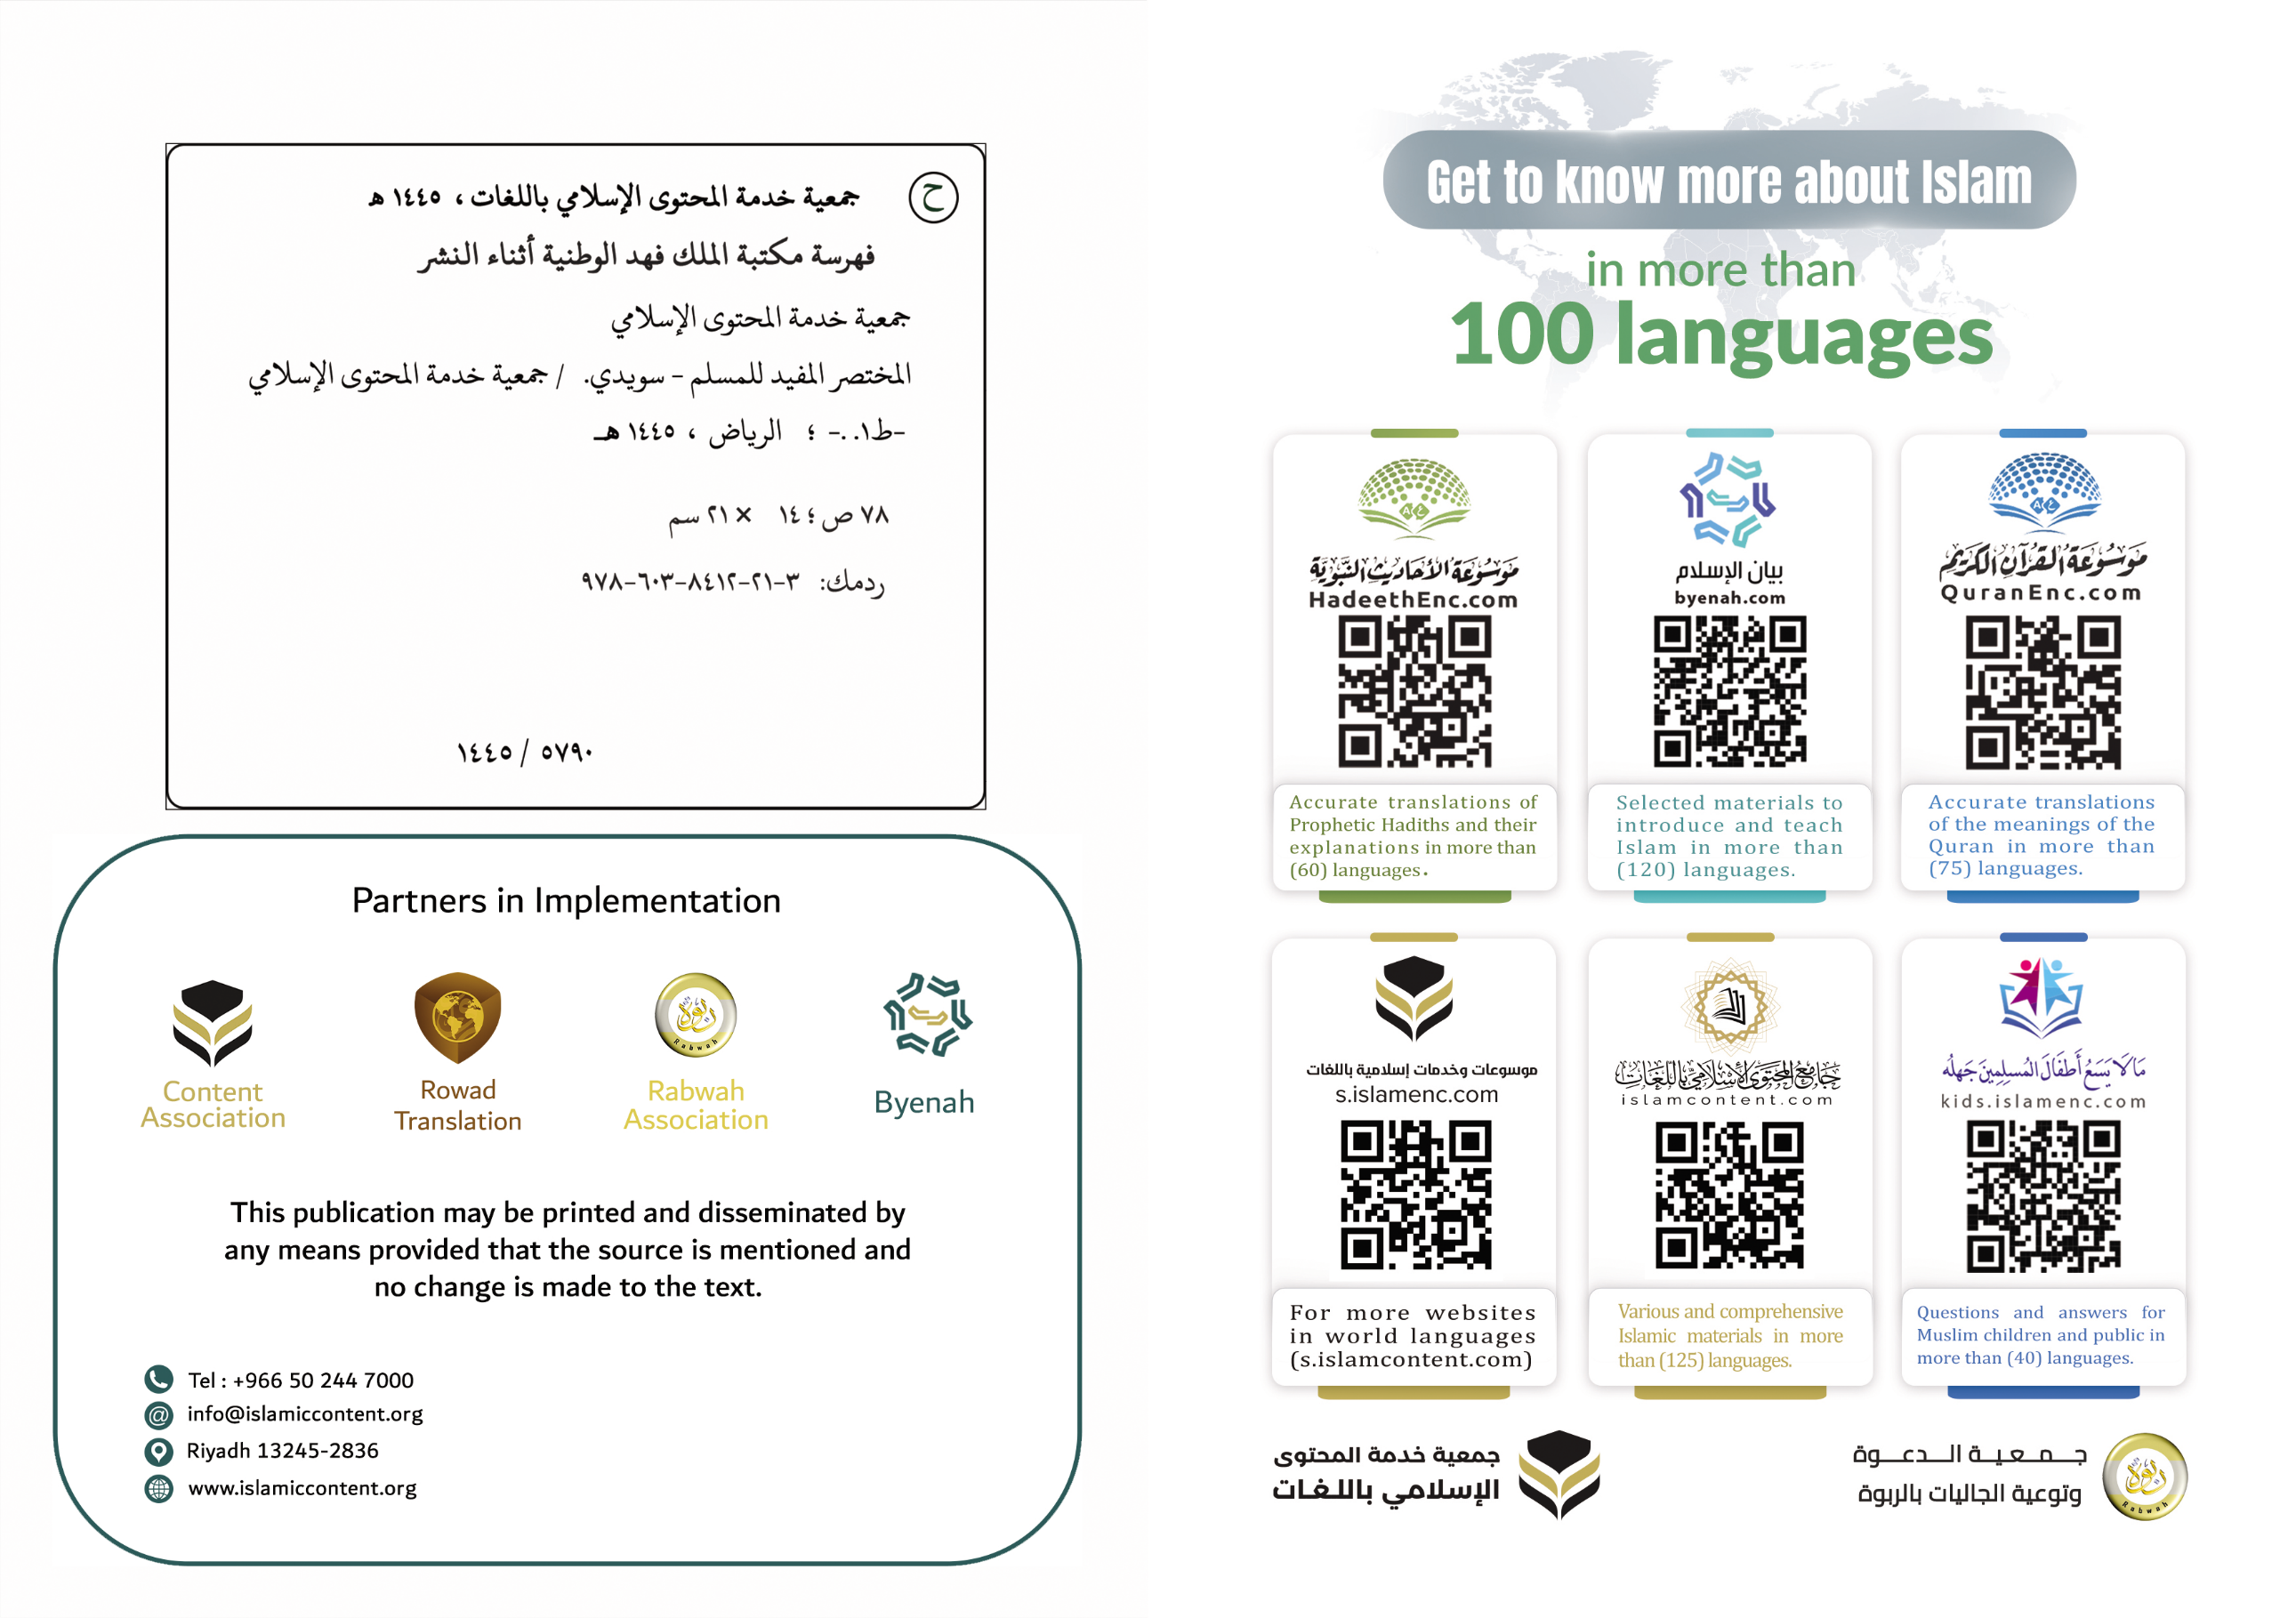 ح
جمعية خدمة المحتوى الإسلامي باللغات ، ١٤٤٥ هـ
فهرسة مكتبة الملك فهد الوطنية أثناء النشر
جمعية خدمة المحتوى الإسلامي
المختصر المفيد للمسلم – سويدي. / جمعية خدمة المحتوى الإسلامي
-ط١. .- ؛ الرياض ، ١٤٤٥ هـ
٧٨ ص ؛ ١٤ × ٢١ سم
ردمك: ٣-٢١-٨٤١٢-٦٠٣-٩٧٨
١٤٤٥ / ٥٧٩٠
Partners in Implementation
Content
Association
Rowad
Translation
Rabwah
Rabwah
Association
Byenah
This publication may be printed and disseminated by
any means provided that the source is mentioned and
no change is made to the text.
Tel : +966 50 244 7000
info@islamiccontent.org
Riyadh 13245-2836
www.islamiccontent.org
Get to know more about Islam
in more than
100 languages
موسوعة الأحاديث النبوية
HadeethEnc.com
Accurate translations of
Prophetic Hadiths and their
explanations in more than
(60) languages.
بيان الإسلام
byenah.com
Selected materials to
introduce and teach
Islam in more than
(120) languages.
موسوعة القرآن الكريم
QuranEnc.com
Accurate translations
of the meanings of the
Quran in more than
(75) languages.
موسوعات وخدمات إسلامية باللغات
s.islamenc.com
For more websites
in world languages
(s.islamcontent.com)
جامع المحتوى الإسلامي باللغات
islamcontent.com
Various and comprehensive
Islamic materials in more
than (125) languages.
مَا لَا يَسَعُ أَطْفَالَ المُسلِمِينَ جَهلُه
kids.islamenc.com
Questions and answers for
Muslim children and public in
more than (40) languages.
جمعية خدمة المحتوى
الإسلامي باللغات
جمعية الدعوة
وتوعية الجاليات بالربوة
Rabwah